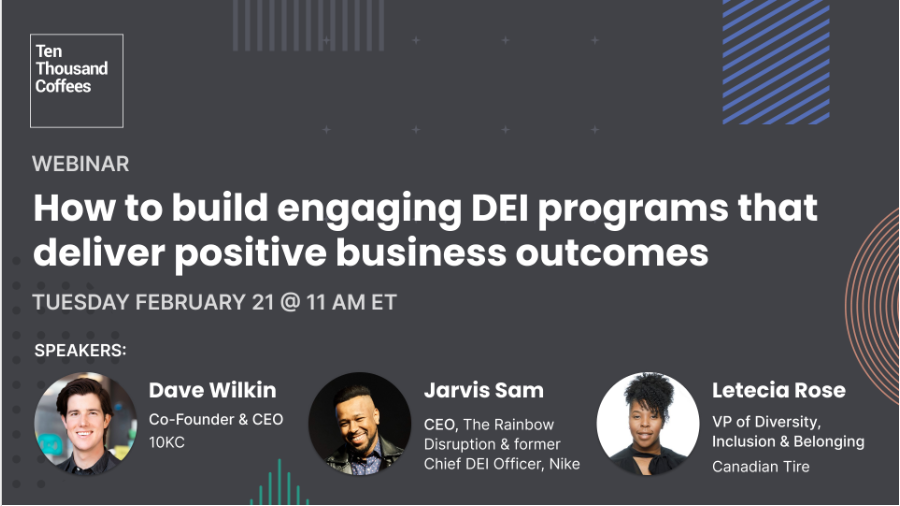 Ten
Thousand
Coffees
WEBINAR
How to build engaging DEI programs that
deliver positive business outcomes
TUESDAY FEBRUARY 21 @ 11 AM ET
SPEAKERS:
Dave Wilkin
Co-Founder & CEO
10KC
Jarvis Sam
CEO, The Rainbow
Disruption & former
Chief DEI Officer, Nike
Letecia Rose
VP of Diversity,
Inclusion & Belonging
Canadian Tire